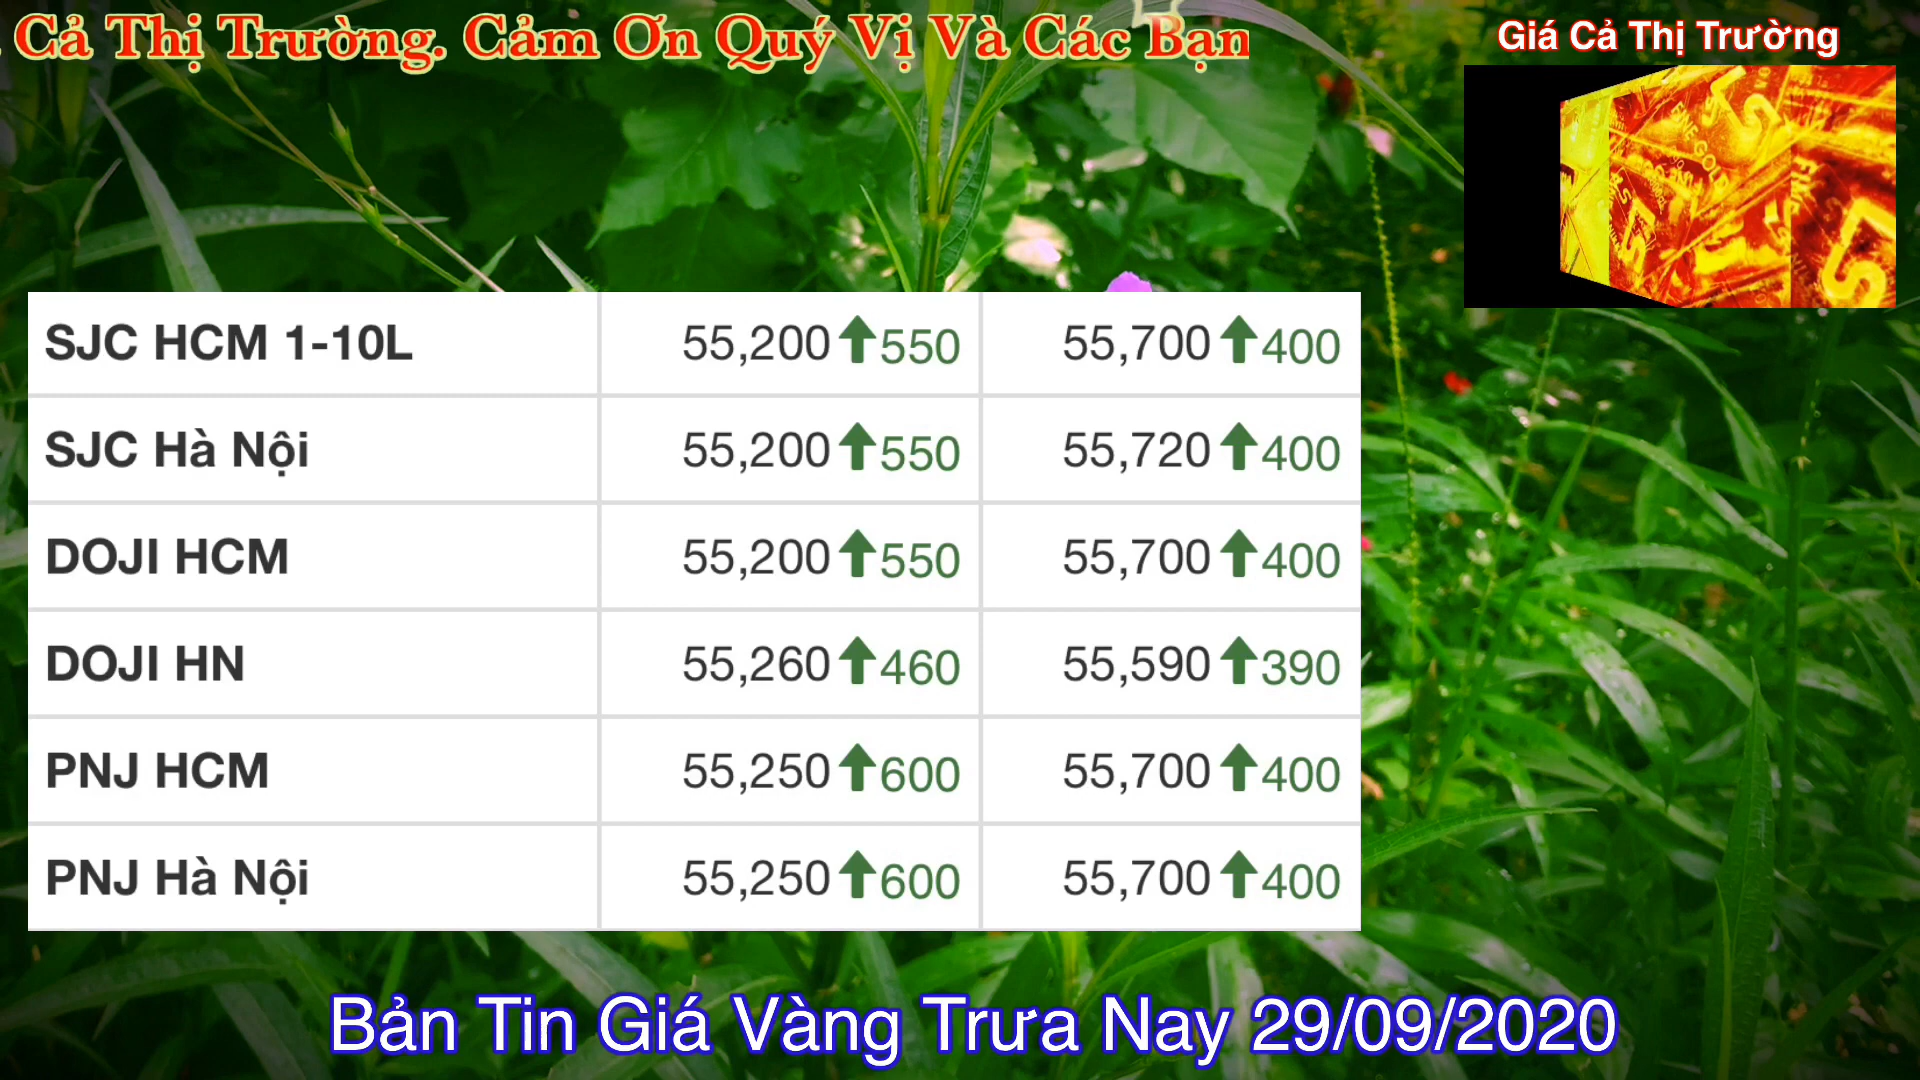 Cả Thị Trường. Cảm Ơn Quý Vị Và Các Bạn
Giá Cả Thị Trường
SJC HCM 1-10L 55,200 ⬆550 55,700 ⬆400
SJC Hà Nội 55,200 ⬆550 55,720 ⬆400
DOJI HCM 55,200 ⬆550 55,700 ⬆400
DOJI HN 55,260 ⬆460 55,590 ⬆390
PNJ HCM 55,250 ⬆600 55,700 ⬆400
PNJ Hà Nội 55,250 ⬆600 55,700 ⬆400
Bản Tin Giá Vàng Trưa Nay 29/09/2020